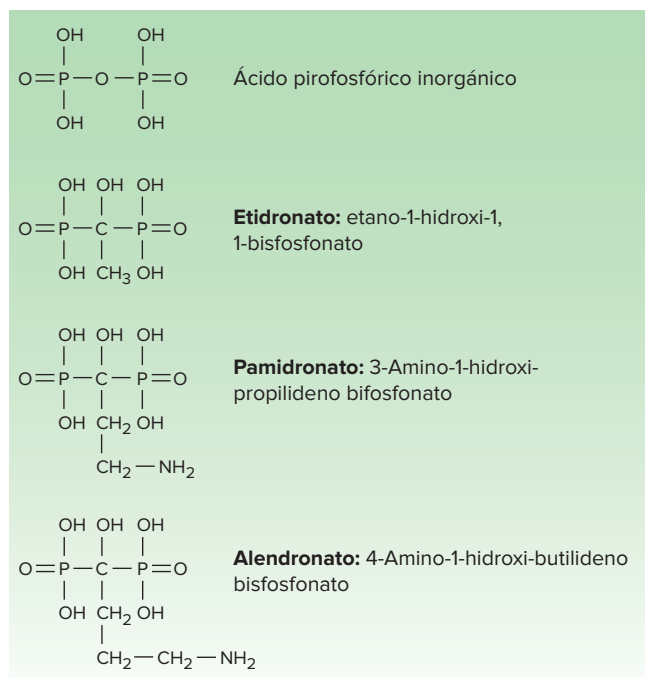 OH OH
O=P—O—P=O Ácido pirofosfórico inorgánico
OH OH
OH OH OH
O=P—C—P=O Etidronato: etano-1-hidroxi-1,
1-bisfosfonato
OH CH3 OH
OH OH OH
O=P—C—P=O Pamidronato: 3-Amino-1-hidroxi-
propilideno bifosfonato
OH CH2 OH
CH2—NH2
OH OH OH
O=P—C—P=O Alendronato: 4-Amino-1-hidroxi-butilideno
bisfosfonato
OH CH2 OH
CH2—CH2—NH2